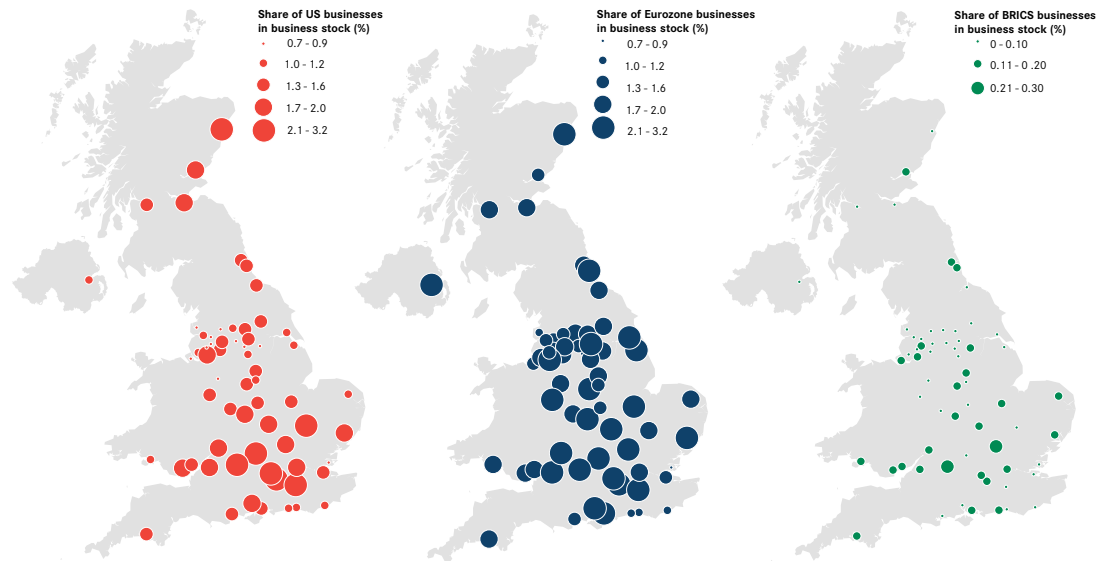 Share of US businesses
in business stock (%)
0.7 - 0.9
1.0 - 1.2
1.3 - 1.6
1.7 - 2.0
2.1 - 3.2
Share of Eurozone businesses
in business stock (%)
0.7 - 0.9
1.0 - 1.2
1.3 - 1.6
1.7 - 2.0
2.1 - 3.2
Share of BRICS businesses
in business stock (%)
0 - 0.10
0.11 - 0 .20
0.21 - 0.30